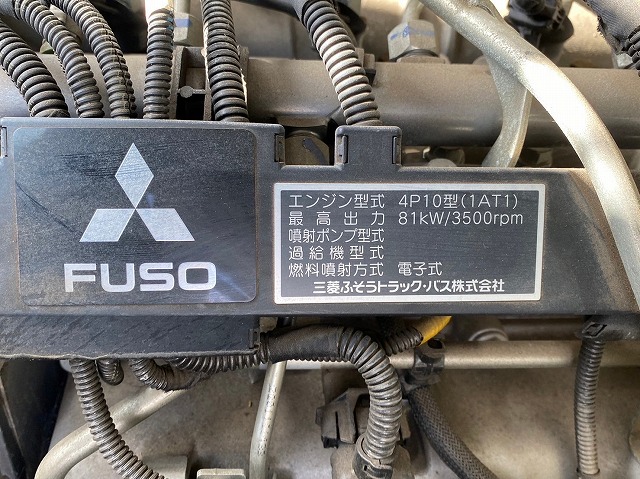 FUSO
エンジン型式 4P10型(1AT1)
最高出力 81kW/3500rpm
噴射ポンプ型式
過給機型式
燃料噴射方式 電子式
三菱ふそうトラック・バス株式会社